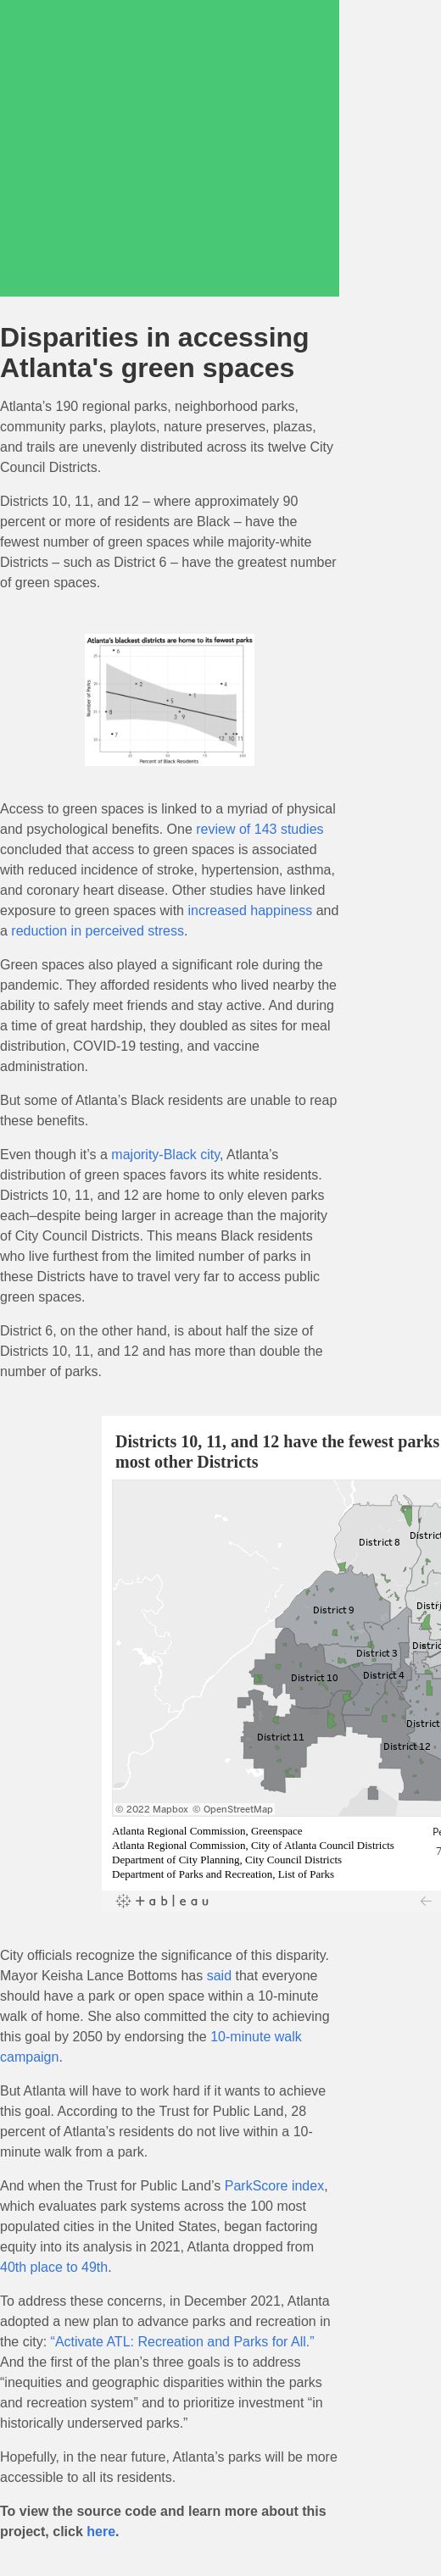 Disparities in accessing
Atlanta's green spaces
Atlanta’s 190 regional parks, neighborhood parks,
community parks, playlots, nature preserves, plazas,
and trails are unevenly distributed across its twelve City
Council Districts.
Districts 10, 11, and 12 – where approximately 90
percent or more of residents are Black – have the
fewest number of green spaces while majority-white
Districts – such as District 6 – have the greatest number
of green spaces.
Atlanta's blackest districts are home to its fewest parks
Number of Parks
6
2
4
1
5
8
3 9
7
12 10 11
Percent of Black Residents
Access to green spaces is linked to a myriad of physical
and psychological benefits. One review of 143 studies
concluded that access to green spaces is associated
with reduced incidence of stroke, hypertension, asthma,
and coronary heart disease. Other studies have linked
exposure to green spaces with increased happiness and
a reduction in perceived stress.
Green spaces also played a significant role during the
pandemic. They afforded residents who lived nearby the
ability to safely meet friends and stay active. And during
a time of great hardship, they doubled as sites for meal
distribution, COVID-19 testing, and vaccine
administration.
But some of Atlanta’s Black residents are unable to reap
these benefits.
Even though it’s a majority-Black city, Atlanta’s
distribution of green spaces favors its white residents.
Districts 10, 11, and 12 are home to only eleven parks
each–despite being larger in acreage than the majority
of City Council Districts. This means Black residents
who live furthest from the limited number of parks in
these Districts have to travel very far to access public
green spaces.
District 6, on the other hand, is about half the size of
Districts 10, 11, and 12 and has more than double the
number of parks.
Districts 10, 11, and 12 have the fewest parks
most other Districts
District
District 8
Distri
District 9
Distric
District 3
District 4
District 10
District
District 11
District 12
© 2022 Mapbox © OpenStreetMap
Atlanta Regional Commission, Greenspace
Pe
Atlanta Regional Commission, City of Atlanta Council Districts
7
Department of City Planning, City Council Districts
Department of Parks and Recreation, List of Parks
+ a b l e a u
City officials recognize the significance of this disparity.
Mayor Keisha Lance Bottoms has said that everyone
should have a park or open space within a 10-minute
walk of home. She also committed the city to achieving
this goal by 2050 by endorsing the 10-minute walk
campaign.
But Atlanta will have to work hard if it wants to achieve
this goal. According to the Trust for Public Land, 28
percent of Atlanta’s residents do not live within a 10-
minute walk from a park.
And when the Trust for Public Land’s ParkScore index,
which evaluates park systems across the 100 most
populated cities in the United States, began factoring
equity into its analysis in 2021, Atlanta dropped from
40th place to 49th.
To address these concerns, in December 2021, Atlanta
adopted a new plan to advance parks and recreation in
the city: “Activate ATL: Recreation and Parks for All.”
And the first of the plan’s three goals is to address
“inequities and geographic disparities within the parks
and recreation system” and to prioritize investment “in
historically underserved parks.”
Hopefully, in the near future, Atlanta’s parks will be more
accessible to all its residents.
To view the source code and learn more about this
project, click here.